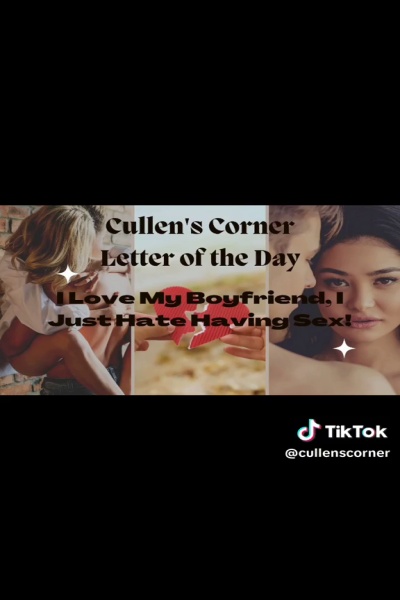 Cullen's Corner
Letter of the Day
I Love My Boyfriend, I
Just Hate Having Sex!
TikTok
@cullenscorner